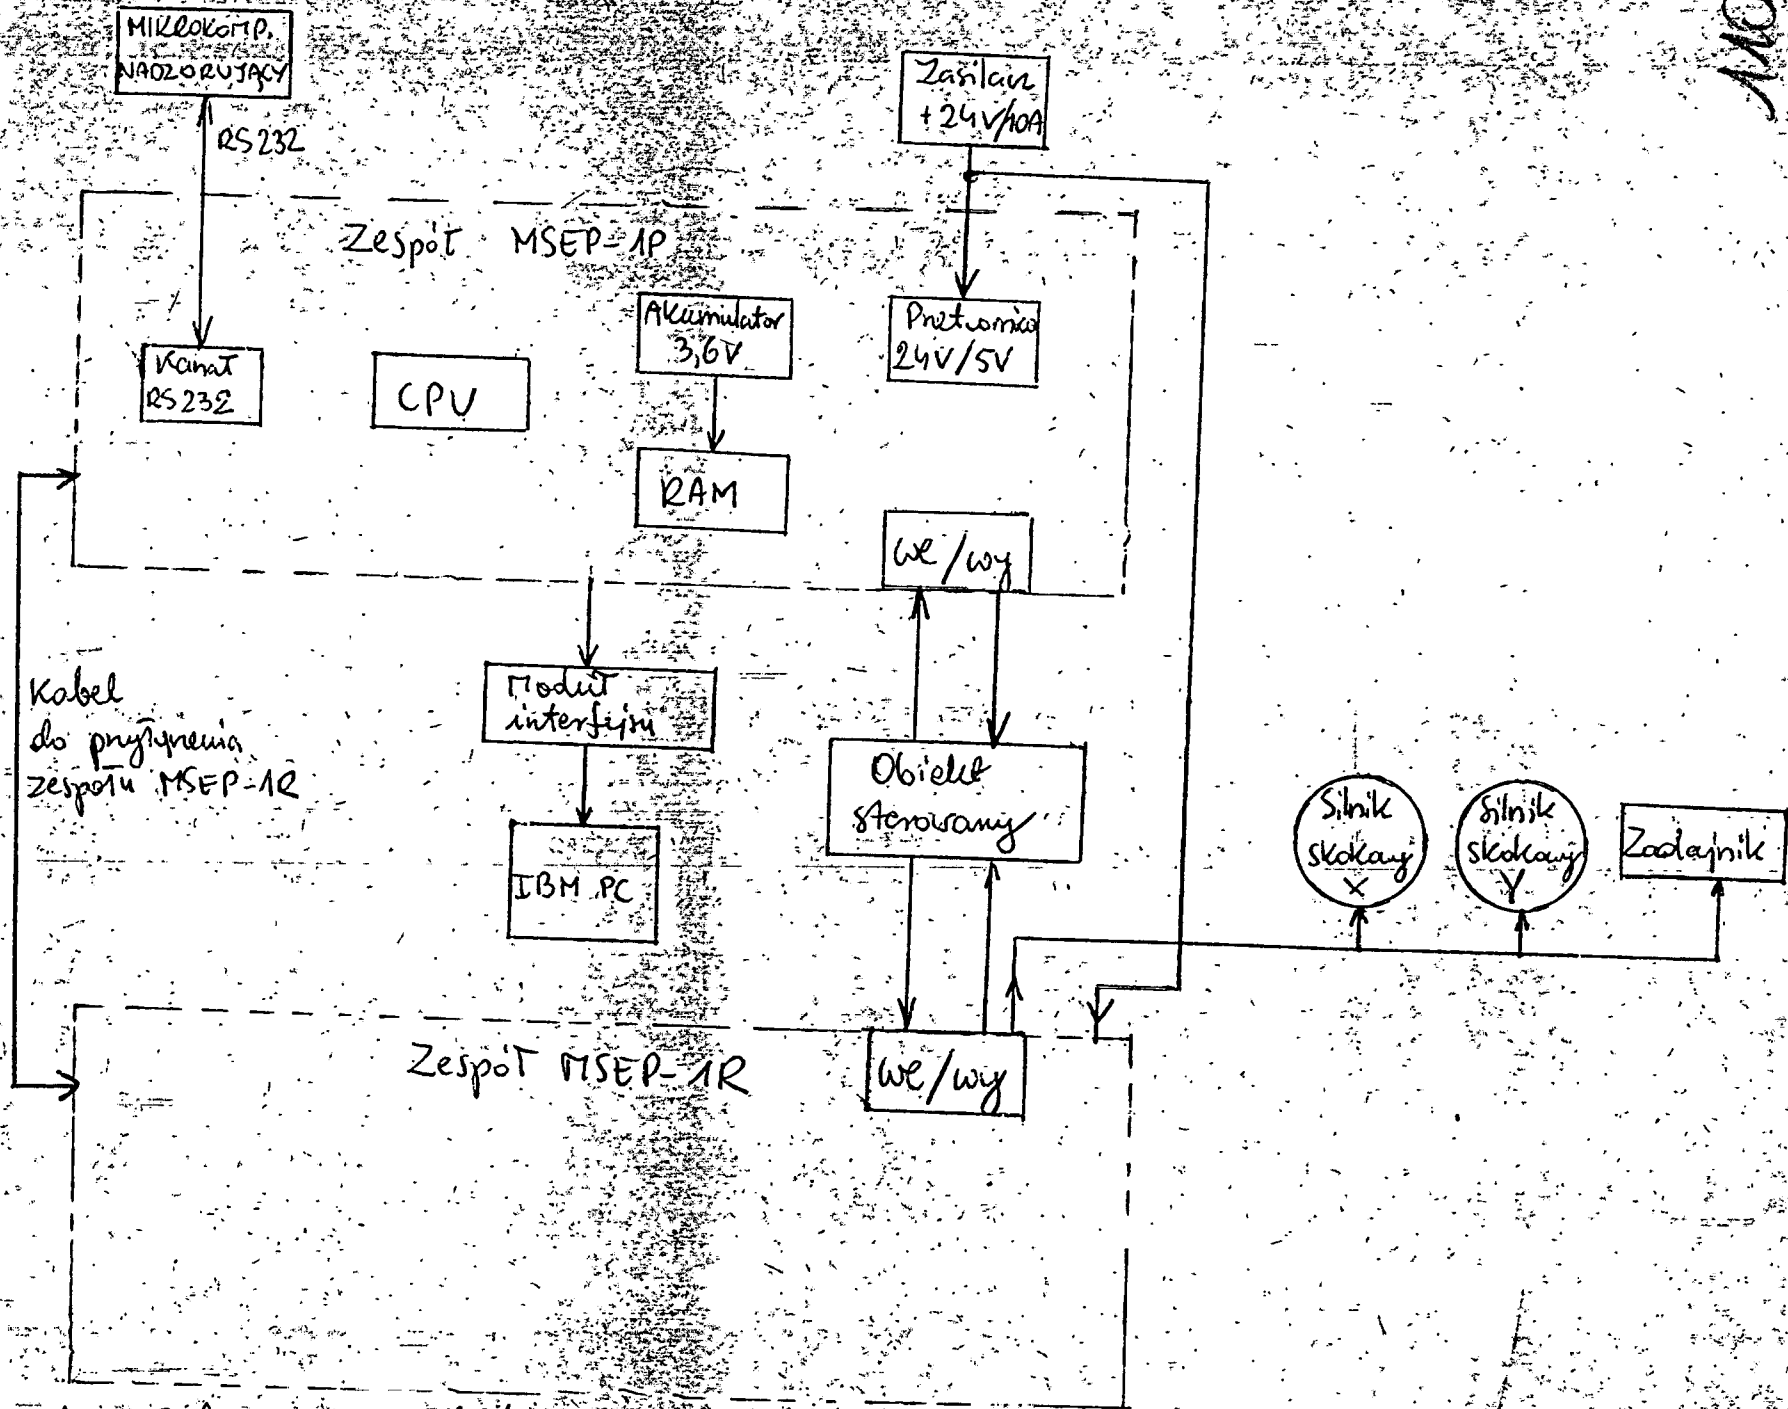 MIKROKOMP.
NADZORUJĄCY
RS232
Zasilacz
+24V/10A
Zespół MSEP-1P
Akumulator
3,6V
Przetwornica
24V/5V
Kanał
RS232
CPU
RAM
we/wy
Kabel
do przyłączenia
zespołu MSEP-1R
Moduł
interfejsu
IBM PC
Obiekt
sterowany
Silnik
skokowy
X
Silnik
skokowy
Y
Zadajnik
Zespół MSEP-1R
we/wy